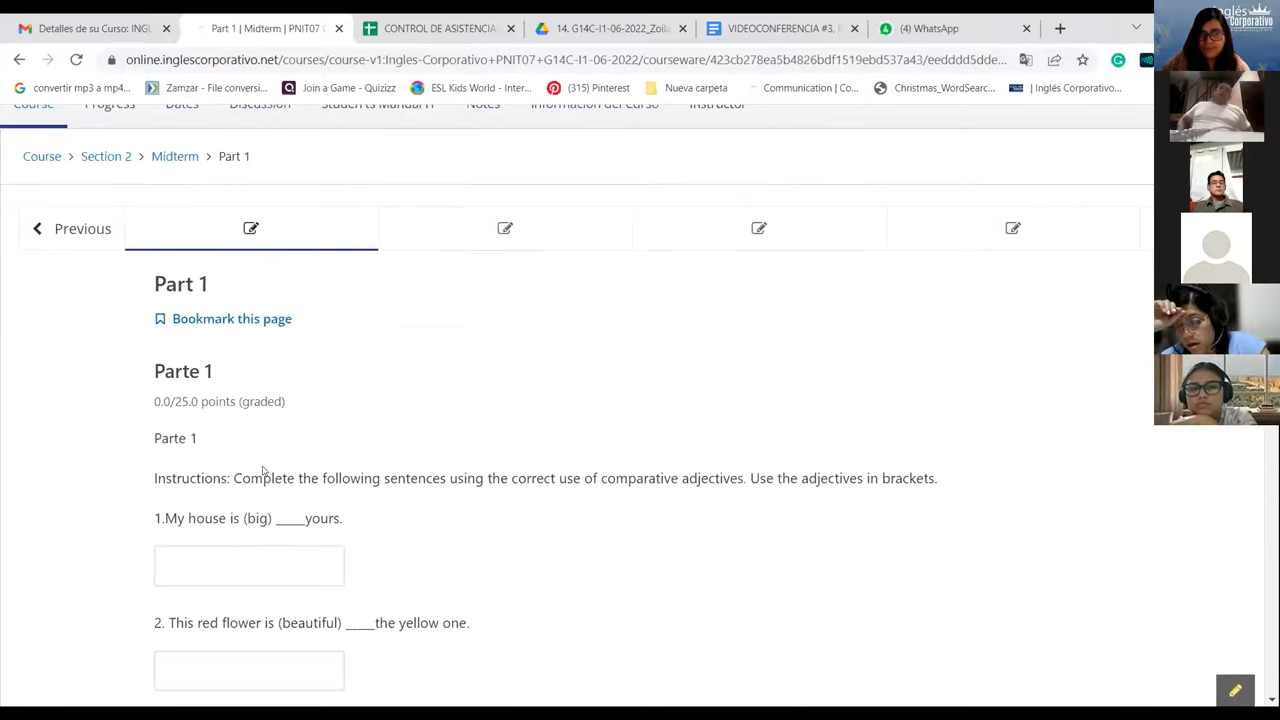 Detalles de su Curso: INGL
Part 1 | Midterm | PNIT07 C
CONTROL DE ASISTENCIA
1.G14C-I1-06-2022_Zoila
VIDEOCONFERENCIA #3, R
(4) WhatsApp
online.inglescorporativo.net/courses/course-v1:Ingles-Corporativo+PNIT07+G14C-I1-06-2022/courseware/423cb278ea5b4826bdf1519ebd537a43/eedddd5dde...
convertir mp3 a mp4...
Zamzar - File conversi...
Join a Game - Quizizz
ESL Kids World - Inter...
(315) Pinterest
Nueva carpeta
Communication | Co...
Christmas_WordSearc...
| Inglés Corporativo...
Course
Progress
Dates
Discussion
Student's Manual I1
Notes
Información del Curso
Instructor
Course > Section 2 > Midterm > Part 1
Previous
Part 1
Bookmark this page
Parte 1
0.0/25.0 points (graded)
Parte 1
Instructions: Complete the following sentences using the correct use of comparative adjectives. Use the adjectives in brackets.
1.My house is (big) _____yours.
2. This red flower is (beautiful) _____the yellow one.
Inglés
Corporativo